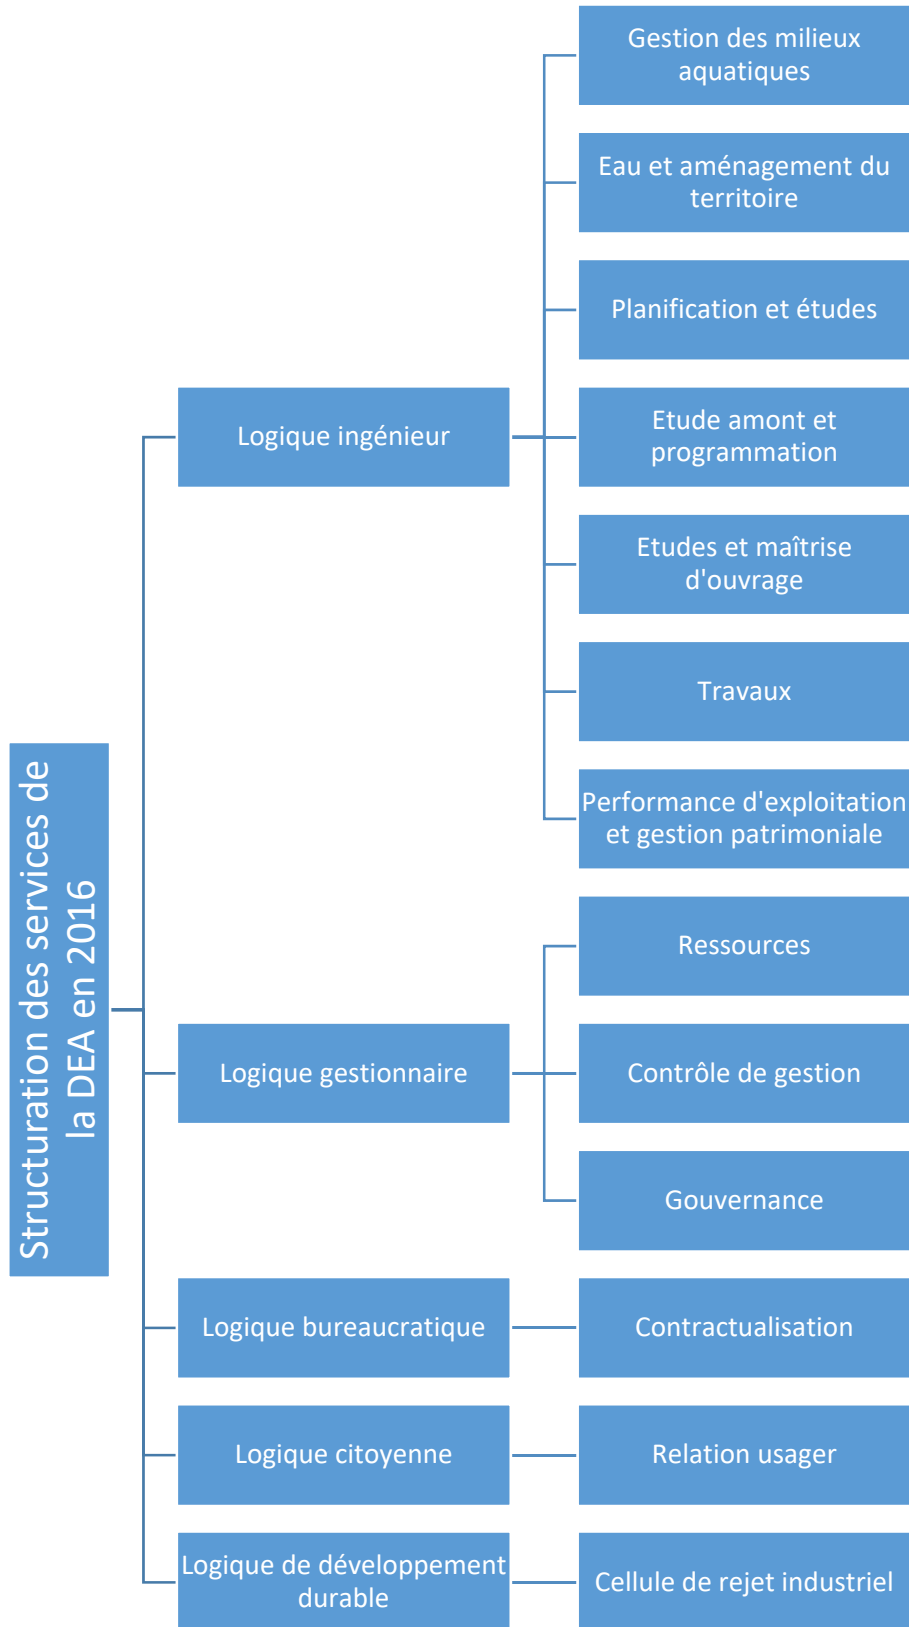 Structuration des services de
la DEA en 2016
Logique ingénieur
Gestion des milieux
aquatiques
Eau et aménagement du
territoire
Planification et études
Etude amont et
programmation
Etudes et maîtrise
d'ouvrage
Travaux
Performance d'exploitation
et gestion patrimoniale
Logique gestionnaire
Ressources
Contrôle de gestion
Gouvernance
Logique bureaucratique
Contractualisation
Logique citoyenne
Relation usager
Logique de développement
durable
Cellule de rejet industriel